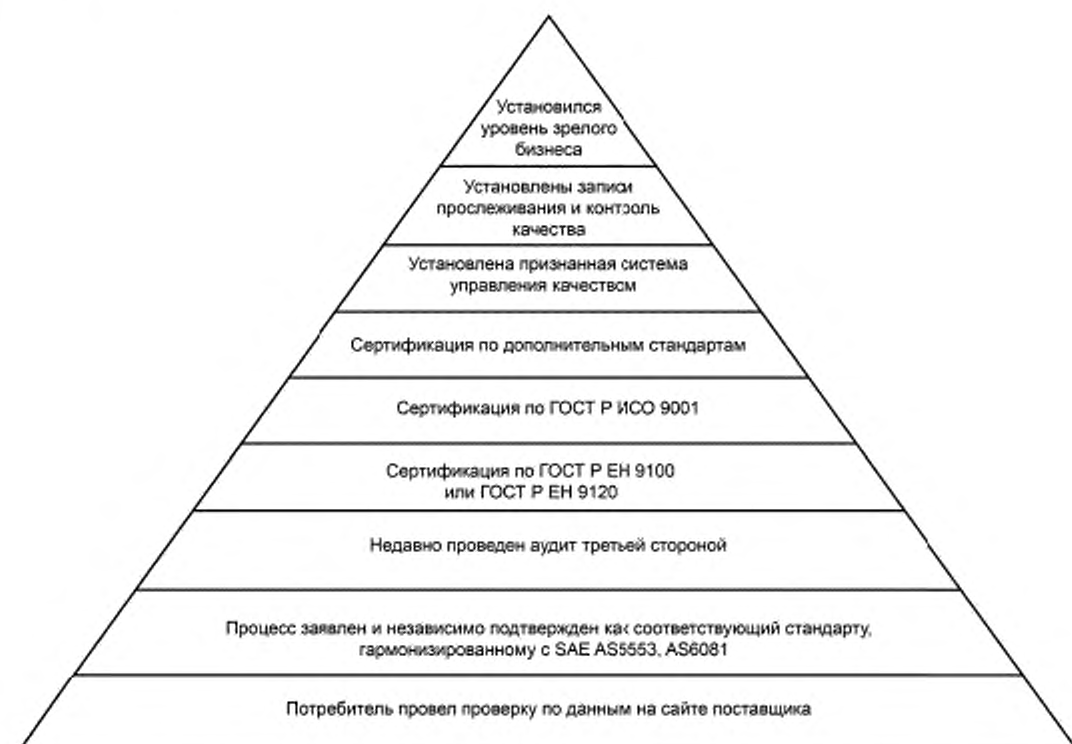 Установился
уровень зрелого
бизнеса
Установлены записи
прослеживания и контроль
качества
Установлена признанная система
управления качеством
Сертификация по дополнительным стандартам
Сертификация по ГОСТ Р ИСО 9001
Сертификация по ГОСТ Р ЕН 9100
или ГОСТ Р ЕН 9120
Недавно проведен аудит третьей стороной
Процесс заявлен и независимо подтвержден как соответствующий стандарту,
гармонизированному с SAE AS5553, AS6081
Потребитель провел проверку по данным на сайте поставщика